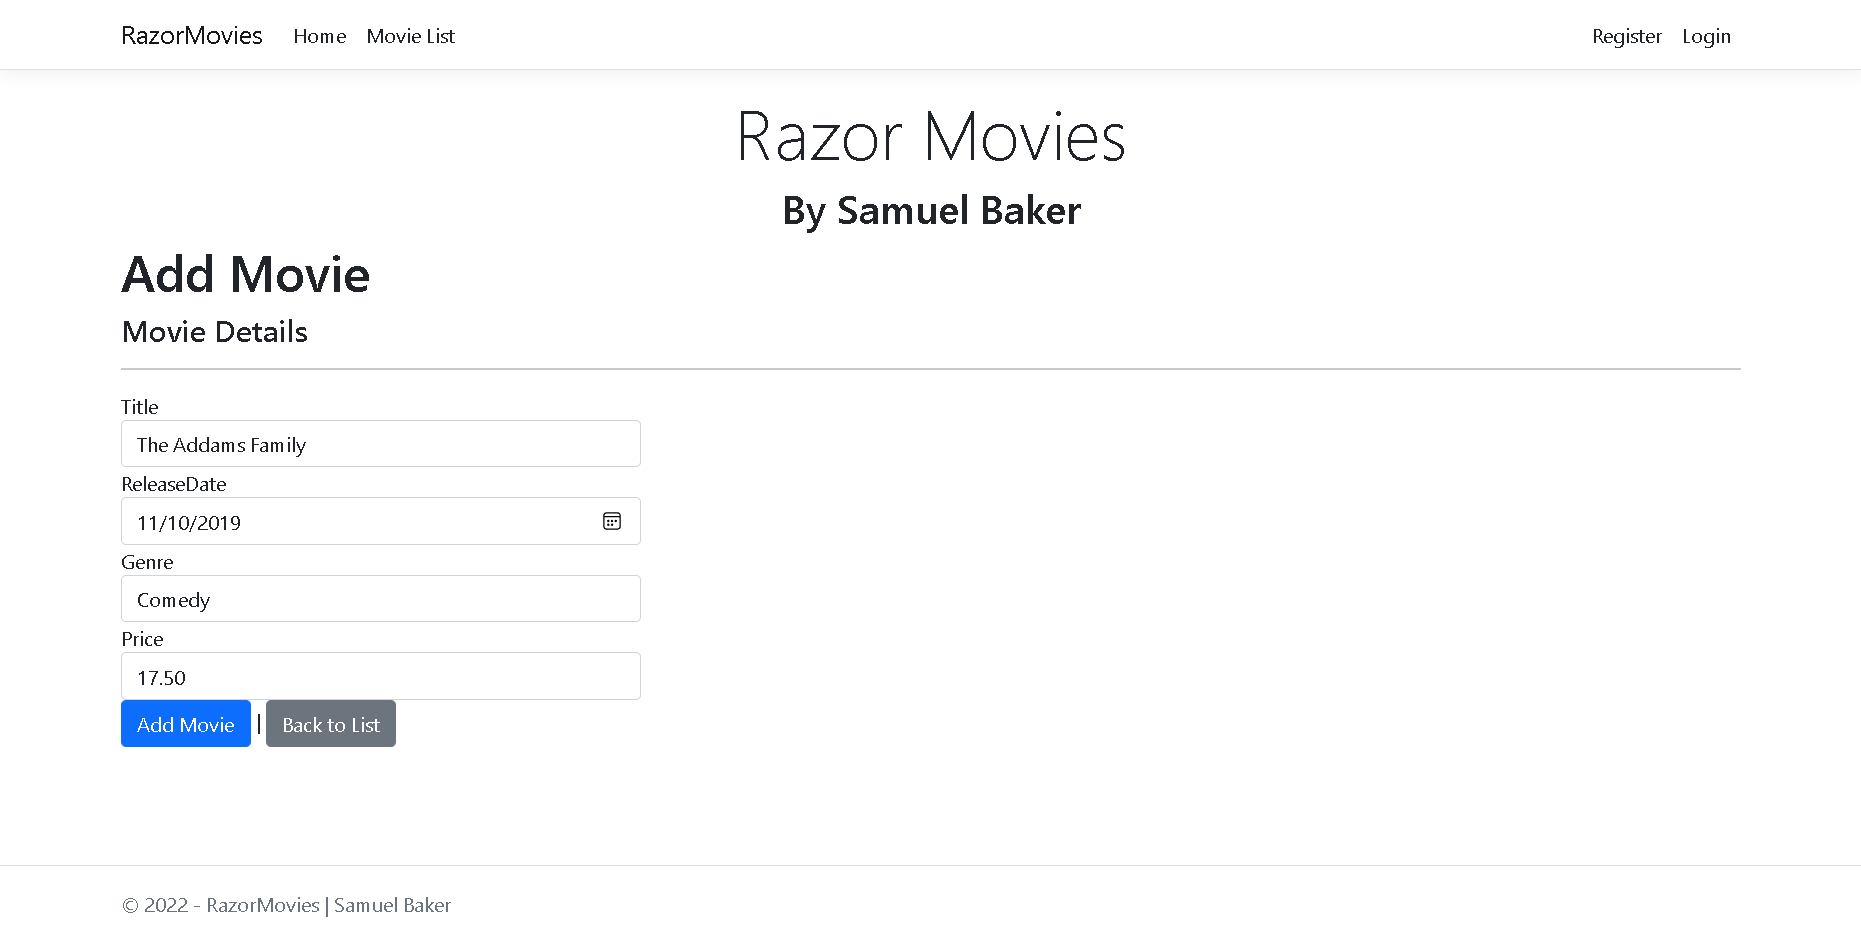 RazorMovies Home Movie List Register Login
Razor Movies
By Samuel Baker
Add Movie
Movie Details
Title
The Addams Family
ReleaseDate
11/10/2019
Genre
Comedy
Price
17.50
Add Movie | Back to List
© 2022 - RazorMovies | Samuel Baker